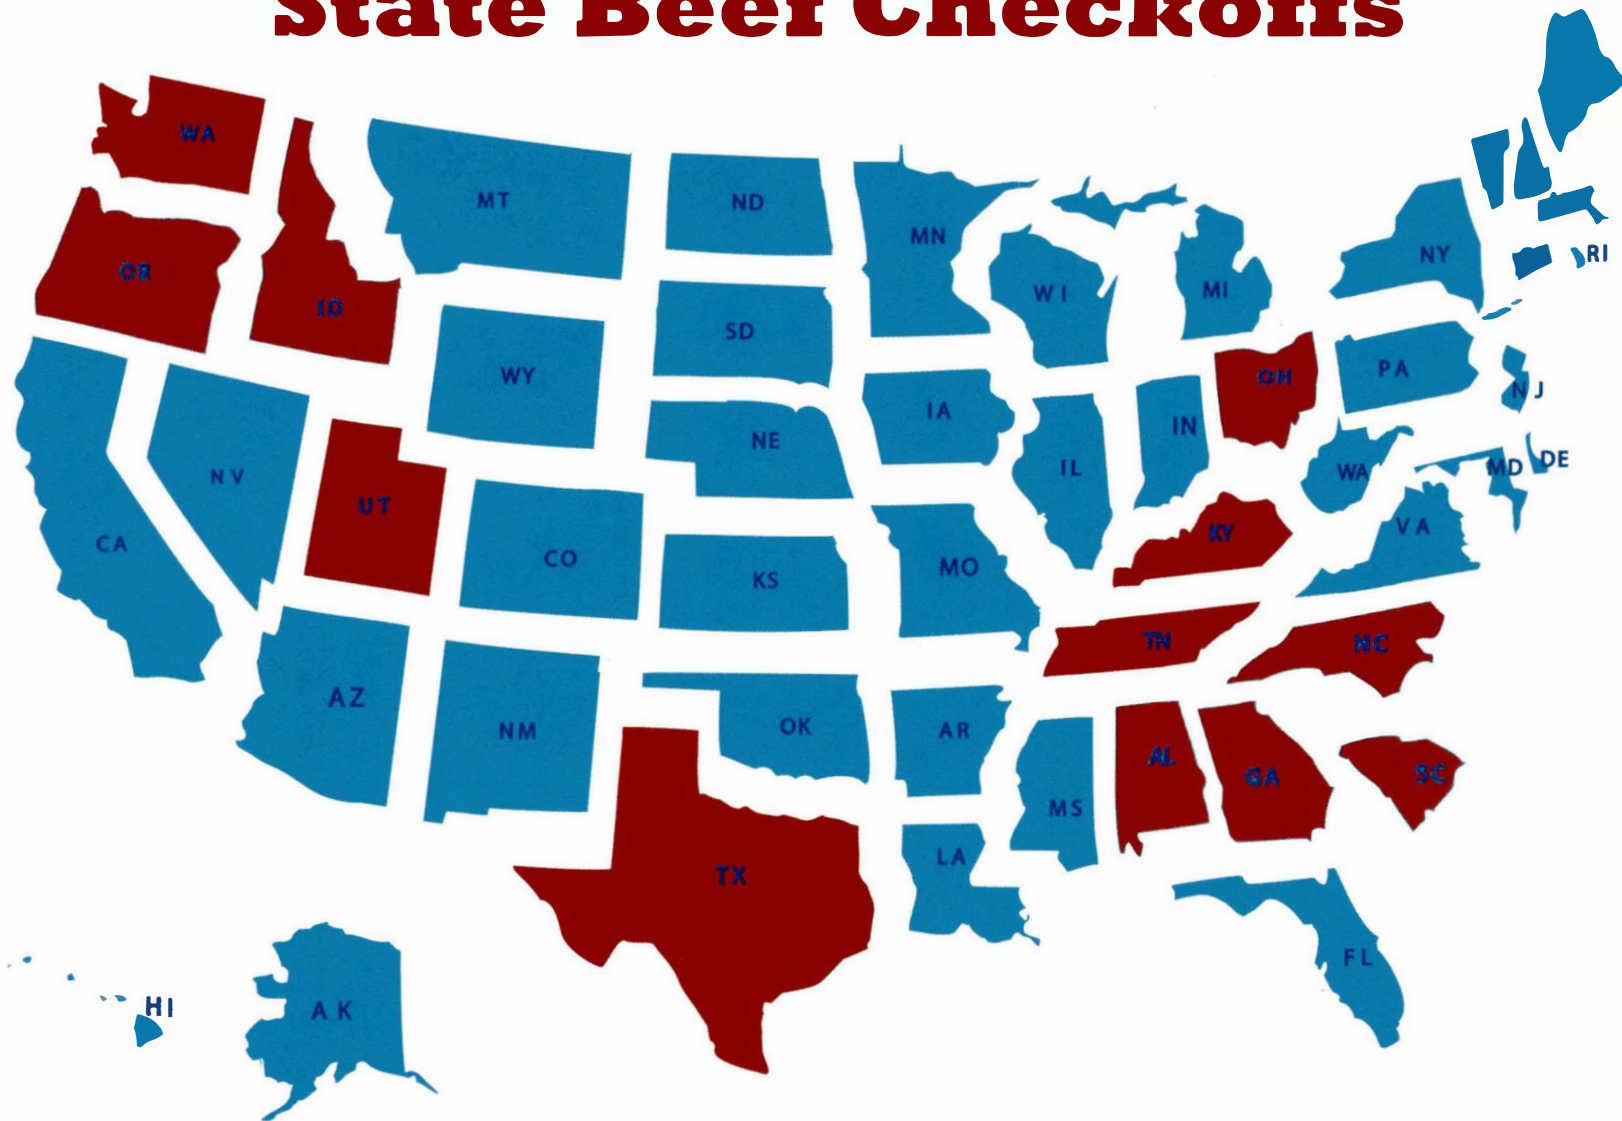 State Beef Checkoffs
WA
MT
ND
MN
OR
ID
SD
WI
MI
NY
RI
WY
NE
IA
IL
IN
OH
PA
NJ
NV
UT
CO
KS
MO
KY
WA
MD
DE
VA
CA
AZ
NM
OK
AR
TN
NC
TX
LA
MS
AL
GA
SC
HI
AK
FL